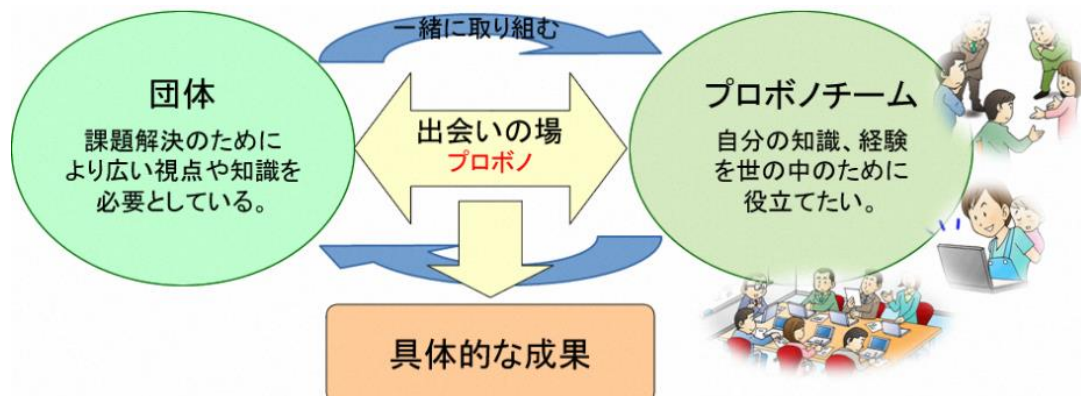 一緒に取り組む
団体
課題解決のために
より広い視点や知識を
必要としている。
出会いの場
プロボノ
プロボノチーム
自分の知識、経験
を世の中のために
役立てたい。
具体的な成果